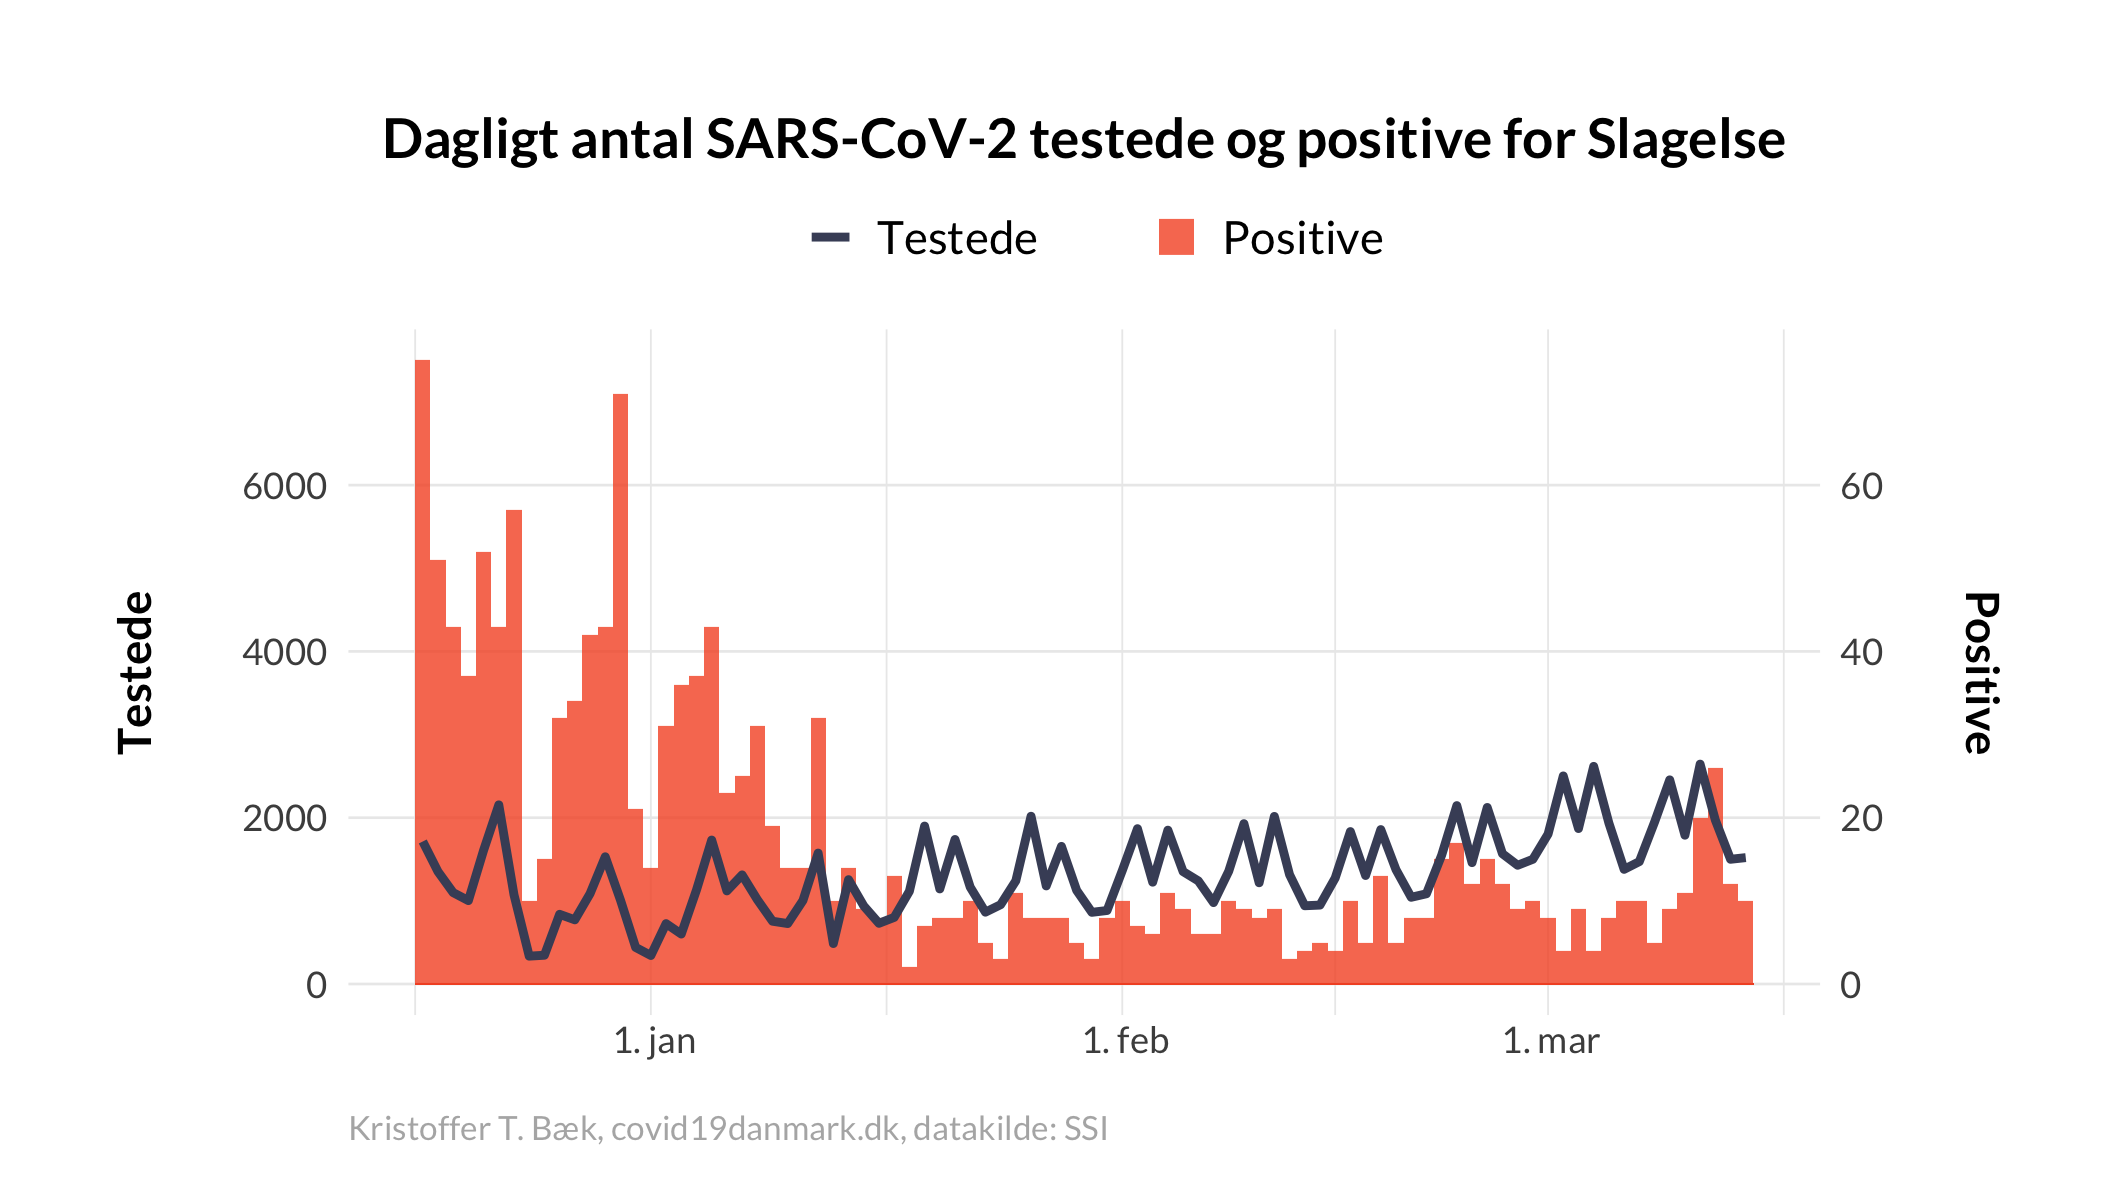 Dagligt antal SARS-CoV-2 testede og positive for Slagelse
Testede
Positive
Testede
6000
4000
2000
0
60
40
20
0
Positive
1. jan
1. feb
1. mar
Kristoffer T. Bæk, covid19danmark.dk, datakilde: SSI